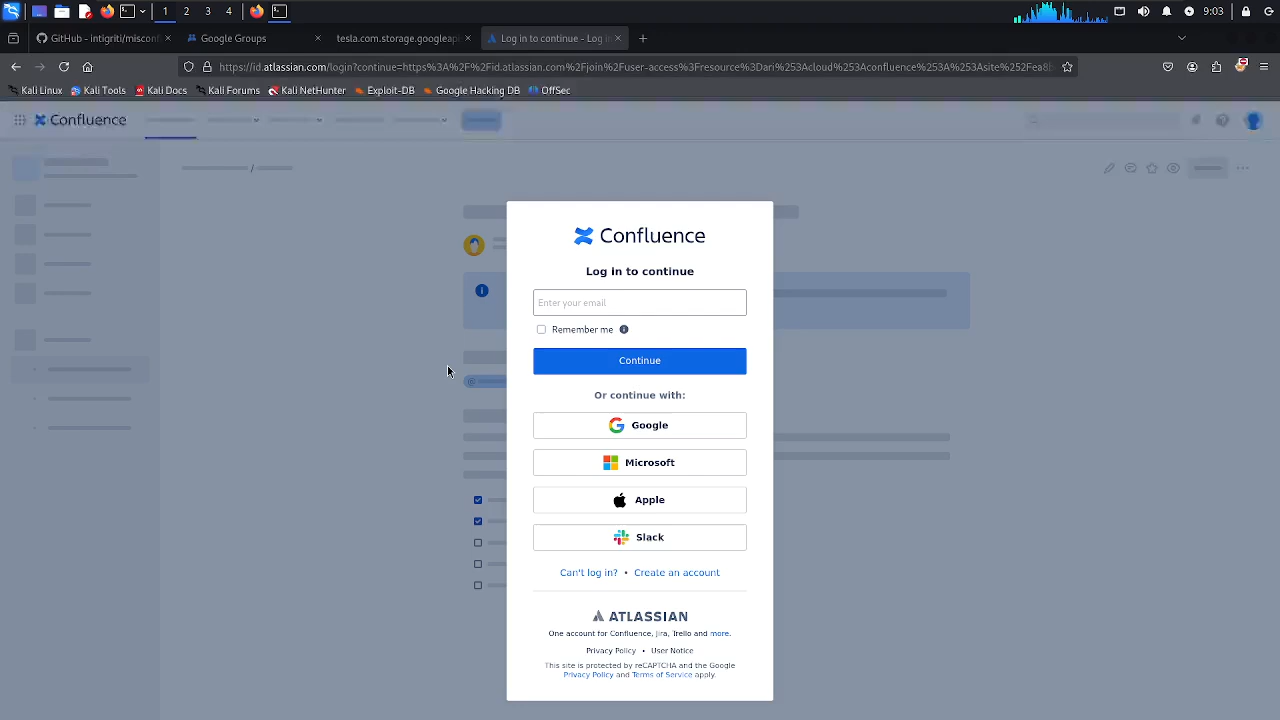 1 2 3 4 9:03
GitHub - intigriti/miscon Google Groups tesla.com.storage.googleapi Log in to continue - Log i
https://id.atlassian.com/login?continue=https%3A%2F%2Fid.atlassian.com%2Fjoin%2Fuser-access%3Fresource%3Dari%253Acloud%253Aconfluence%253A%253Asite%252Fea8b
Kali Linux Kali Tools Kali Docs Kali Forums Kali NetHunter Exploit-DB Google Hacking DB OffSec
Confluence
/
Confluence
Log in to continue
Enter your email
Remember me
Continue
Or continue with:
Google
Microsoft
Apple
Slack
Can't log in? • Create an account
ATLASSIAN
One account for Confluence, Jira, Trello and more.
Privacy Policy • User Notice
This site is protected by reCAPTCHA and the Google
Privacy Policy and Terms of Service apply.